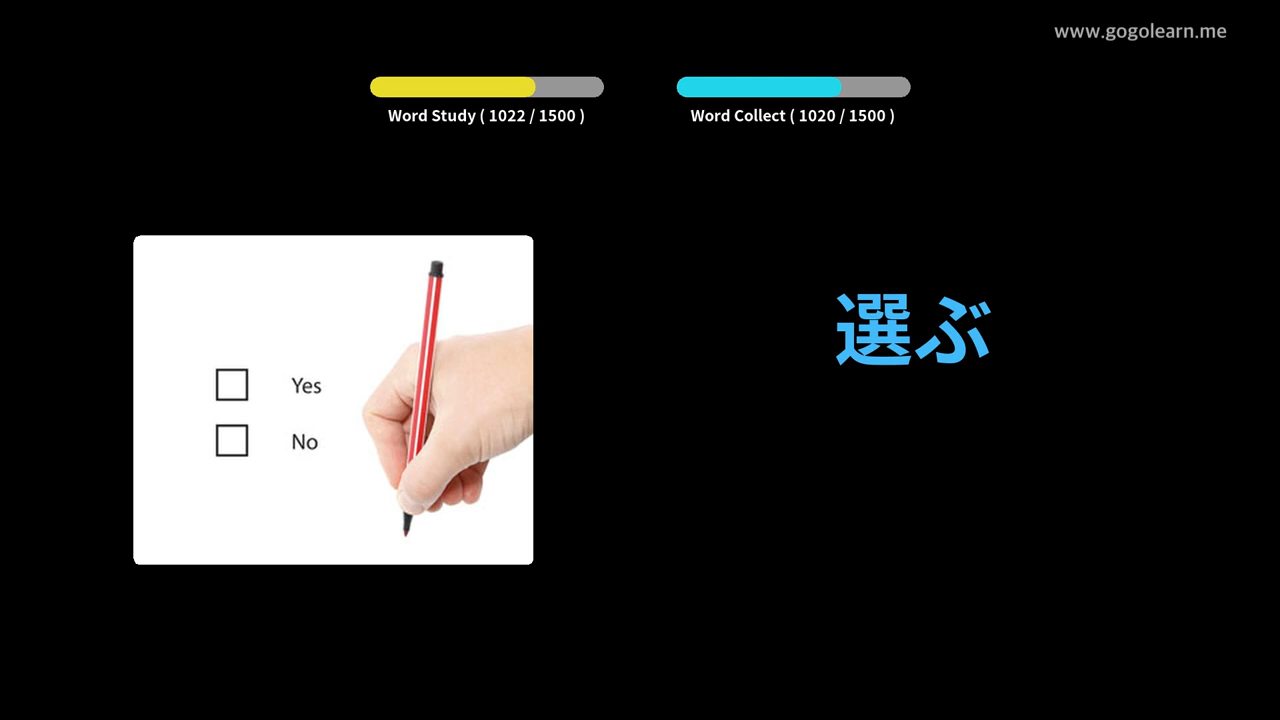 www.gogolearn.me
Word Study ( 1022 / 1500 )
Word Collect ( 1020 / 1500 )
選ぶ
Yes
No